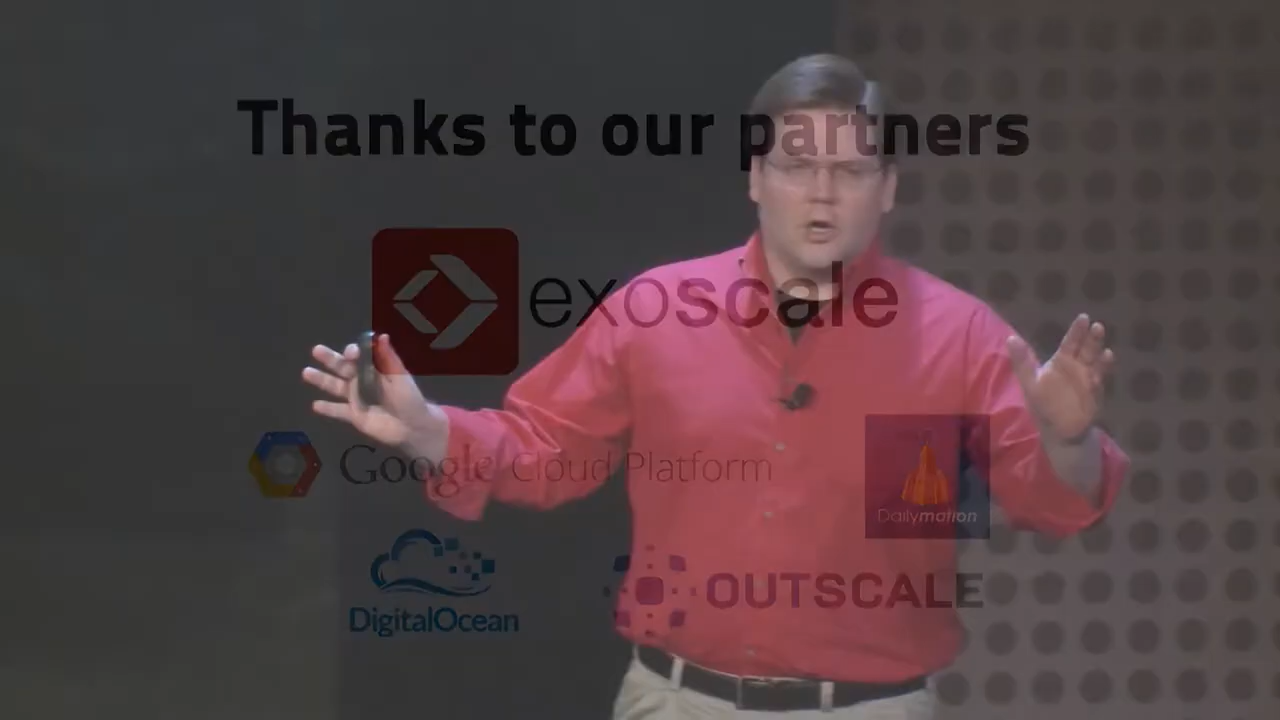 Thanks to our partners
exoscale
Google Cloud Platform
Dailymotion
DigitalOcean
OUTSCALE